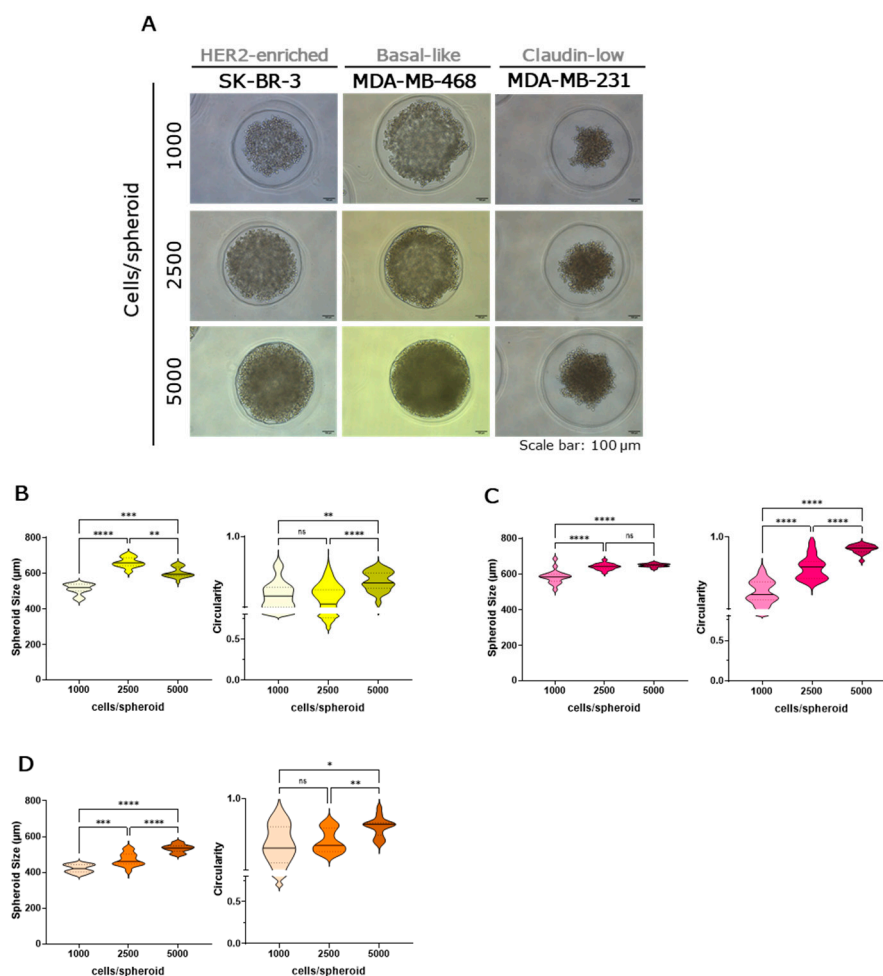 A
HER2-enriched Basal-like Claudin-low
SK-BR-3 MDA-MB-468 MDA-MB-231
Cells/spheroid
1000
2500
5000
Scale bar: 100 µm
B
Spheroid Size (µm)
800
600
400
200
0
***
**** **
1000 2500 5000
cells/spheroid
Circularity
1.0
0.5
0.0
**
ns ****
1000 2500 5000
cells/spheroid
C
Spheroid Size (µm)
800
600
400
200
0
****
**** ns
1000 2500 5000
cells/spheroid
Circularity
1.0
0.5
0.0
****
**** ****
1000 2500 5000
cells/spheroid
D
Spheroid Size (µm)
800
600
400
200
0
****
*** ****
1000 2500 5000
cells/spheroid
Circularity
1.0
0.5
0.0
*
ns **
1000 2500 5000
cells/spheroid